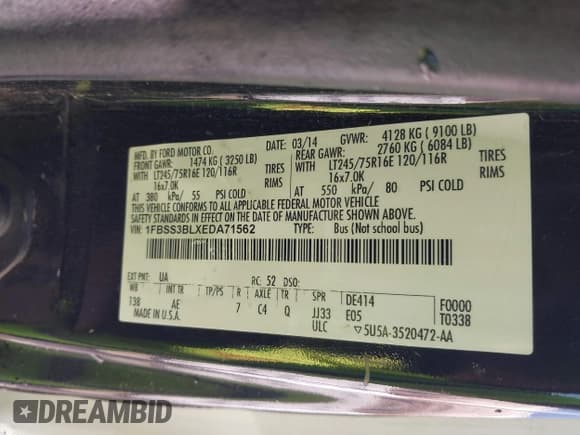 MFD. BY FORD MOTOR CO.
DATE: 03/14 GVWR: 4128 KG ( 9100 LB)
FRONT GAWR: 1474 KG ( 3250 LB) REAR GAWR: 2760 KG ( 6084 LB)
WITH LT245/75R16E 120/116R TIRES WITH LT245/75R16E 120/116R TIRES
16x7.0K RIMS 16x7.0K RIMS
AT 380 kPa/ 55 PSI COLD AT 550 kPa/ 80 PSI COLD
THIS VEHICLE CONFORMS TO ALL APPLICABLE FEDERAL MOTOR VEHICLE
SAFETY STANDARDS IN EFFECT ON THE DATE OF MANUFACTURE SHOWN ABOVE.
VIN: 1FBSS3BLXEDA71562 TYPE: Bus (Not school bus)
EXT PNT: UA RC: 52 DSO:
WB INT TR TP/PS R AXLE TR SPR DE414 F0000
138 AE 7 C4 Q JJ33 E05 T0338
MADE IN U.S.A. ULC ▽5U5A-3520472-AA
DREAMBID